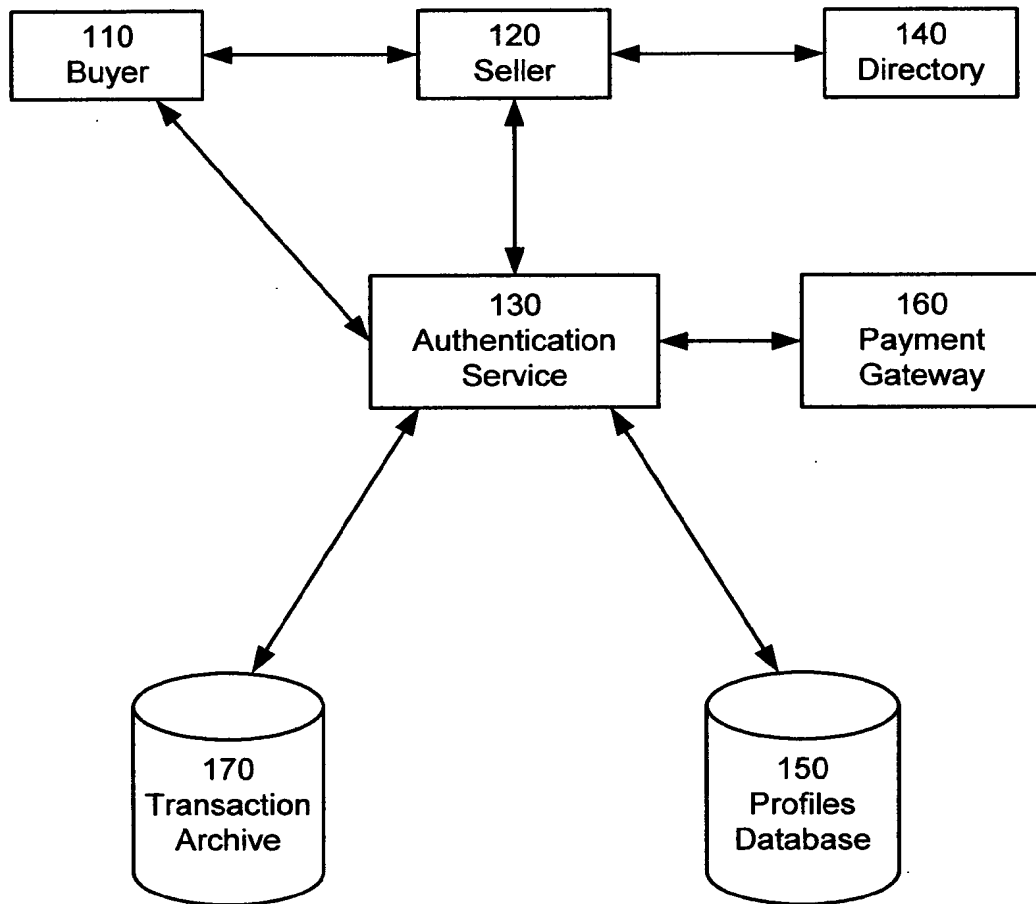 110
Buyer
120
Seller
140
Directory
130
Authentication
Service
160
Payment
Gateway
170
Transaction
Archive
150
Profiles
Database